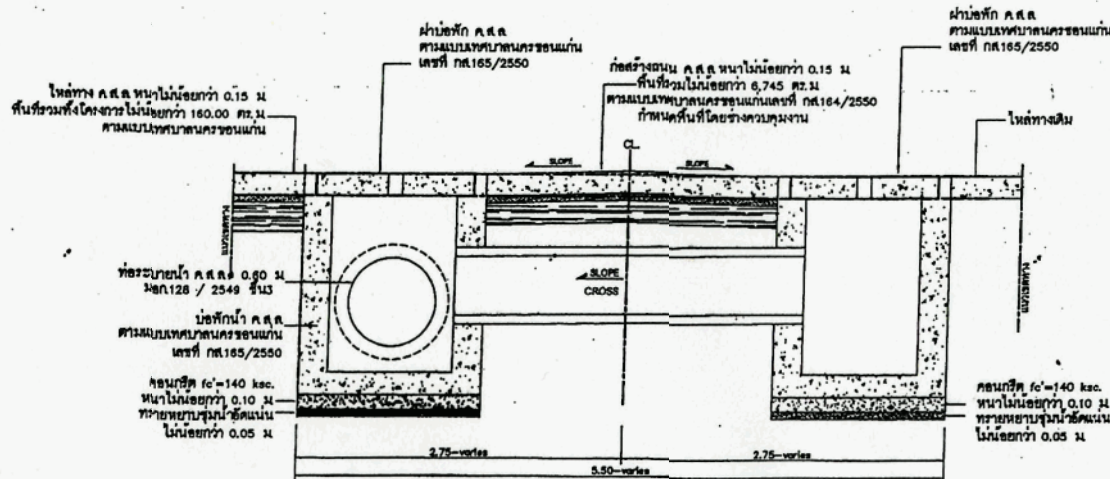 ฝาบ่อพัก ค.ส.ล.
ตามแบบเทศบาลนครขอนแก่น
เลขที่ กส.165/2550
ฝาบ่อพัก ค.ส.ล.
ตามแบบเทศบาลนครขอนแก่น
เลขที่ กส.165/2550
ก่อสร้างถนน ค.ส.ล. หนาไม่น้อยกว่า 0.15 ม.
พื้นที่รวมไม่น้อยกว่า 6,745 ตร.ม
ตามแบบเทศบาลนครขอนแก่นเลขที่ กส.164/2550
กำหนดพื้นที่โดยช่างควบคุมงาน
ไหล่ทาง ค.ส.ล. หนาไม่น้อยกว่า 0.15 ม.
พื้นที่รวมทั้งโครงการไม่น้อยกว่า 160.00 ตร.ม
ตามแบบเทศบาลนครขอนแก่น
ไหล่ทางเดิม
CL
SLOPE
SLOPE
แนวเขตทาง
แนวเขตทาง
ท่อระบายน้ำ ค.ส.ล. 0.60 ม
มอก.128 / 2549 ชั้น3
SLOPE
CROSS
บ่อพักน้ำ ค.ส.ล.
ตามแบบเทศบาลนครขอนแก่น
เลขที่ กส.165/2550
คอนกรีต fc'=140 ksc.
หนาไม่น้อยกว่า 0.10 ม.
ทรายหยาบชุ่มน้ำอัดแน่น
ไม่น้อยกว่า 0.05 ม.
คอนกรีต fc'=140 ksc.
หนาไม่น้อยกว่า 0.10 ม.
ทรายหยาบชุ่มน้ำอัดแน่น
ไม่น้อยกว่า 0.05 ม.
2.75-varies
2.75-varies
5.50-varies